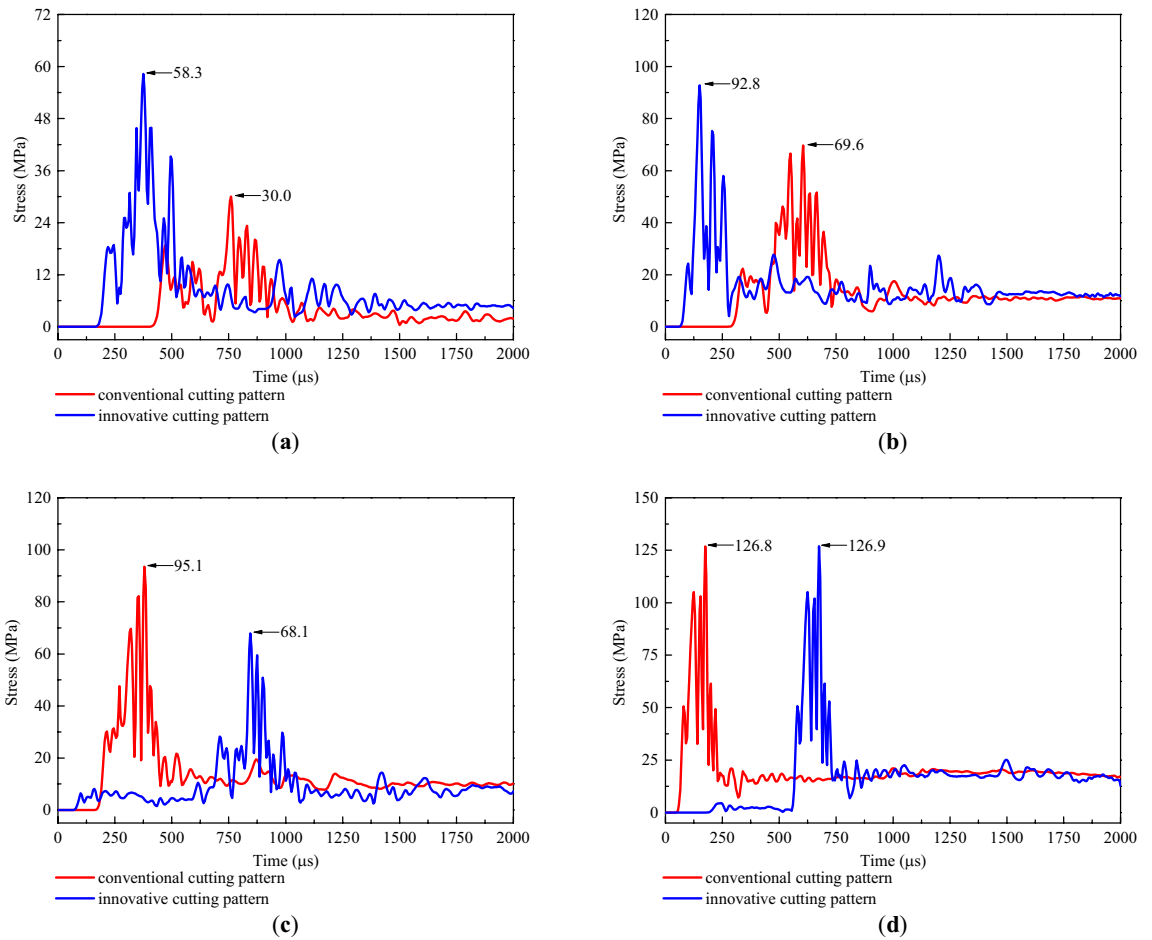 72
60
48
36
24
12
0
Stress (MPa)
58.3
30.0
0 250 500 750 1000 1250 1500 1750 2000
Time (μs)
conventional cutting pattern
innovative cutting pattern
(a)
120
100
80
60
40
20
0
Stress (MPa)
92.8
69.6
0 250 500 750 1000 1250 1500 1750 2000
Time (μs)
conventional cutting pattern
innovative cutting pattern
(b)
120
100
80
60
40
20
0
Stress (MPa)
95.1
68.1
0 250 500 750 1000 1250 1500 1750 2000
Time (μs)
conventional cutting pattern
innovative cutting pattern
(c)
150
125
100
75
50
25
0
Stress (MPa)
126.8 126.9
0 250 500 750 1000 1250 1500 1750 2000
Time (μs)
conventional cutting pattern
innovative cutting pattern
(d)